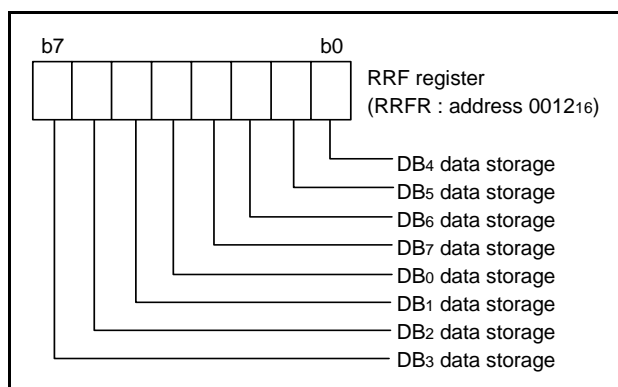 b7 b0
RRF register
(RRFR : address 001216)
DB4 data storage
DB5 data storage
DB6 data storage
DB7 data storage
DB0 data storage
DB1 data storage
DB2 data storage
DB3 data storage